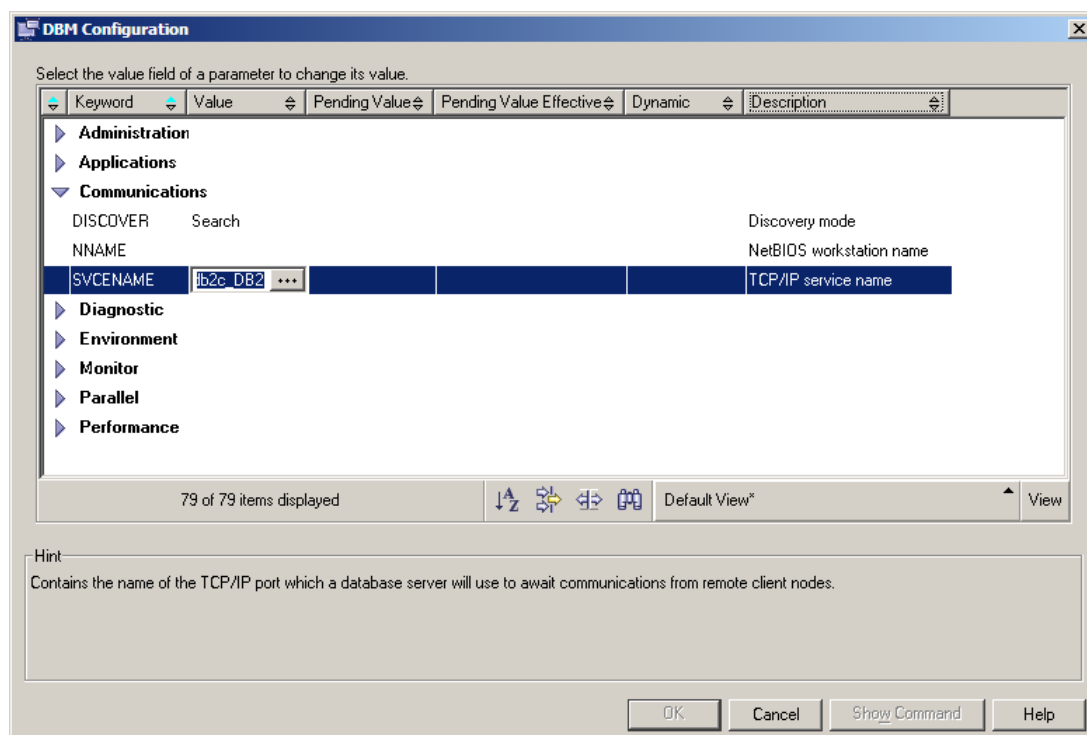 DBM Configuration
Select the value field of a parameter to change its value.
Keyword Value Pending Value Pending Value Effective Dynamic Description
Administration
Applications
Communications
DISCOVER Search Discovery mode
NNAME NetBIOS workstation name
SVCENAME db2c_DB2 ... TCP/IP service name
Diagnostic
Environment
Monitor
Parallel
Performance
79 of 79 items displayed Default View* View
Hint
Contains the name of the TCP/IP port which a database server will use to await communications from remote client nodes.
OK Cancel Show Command Help